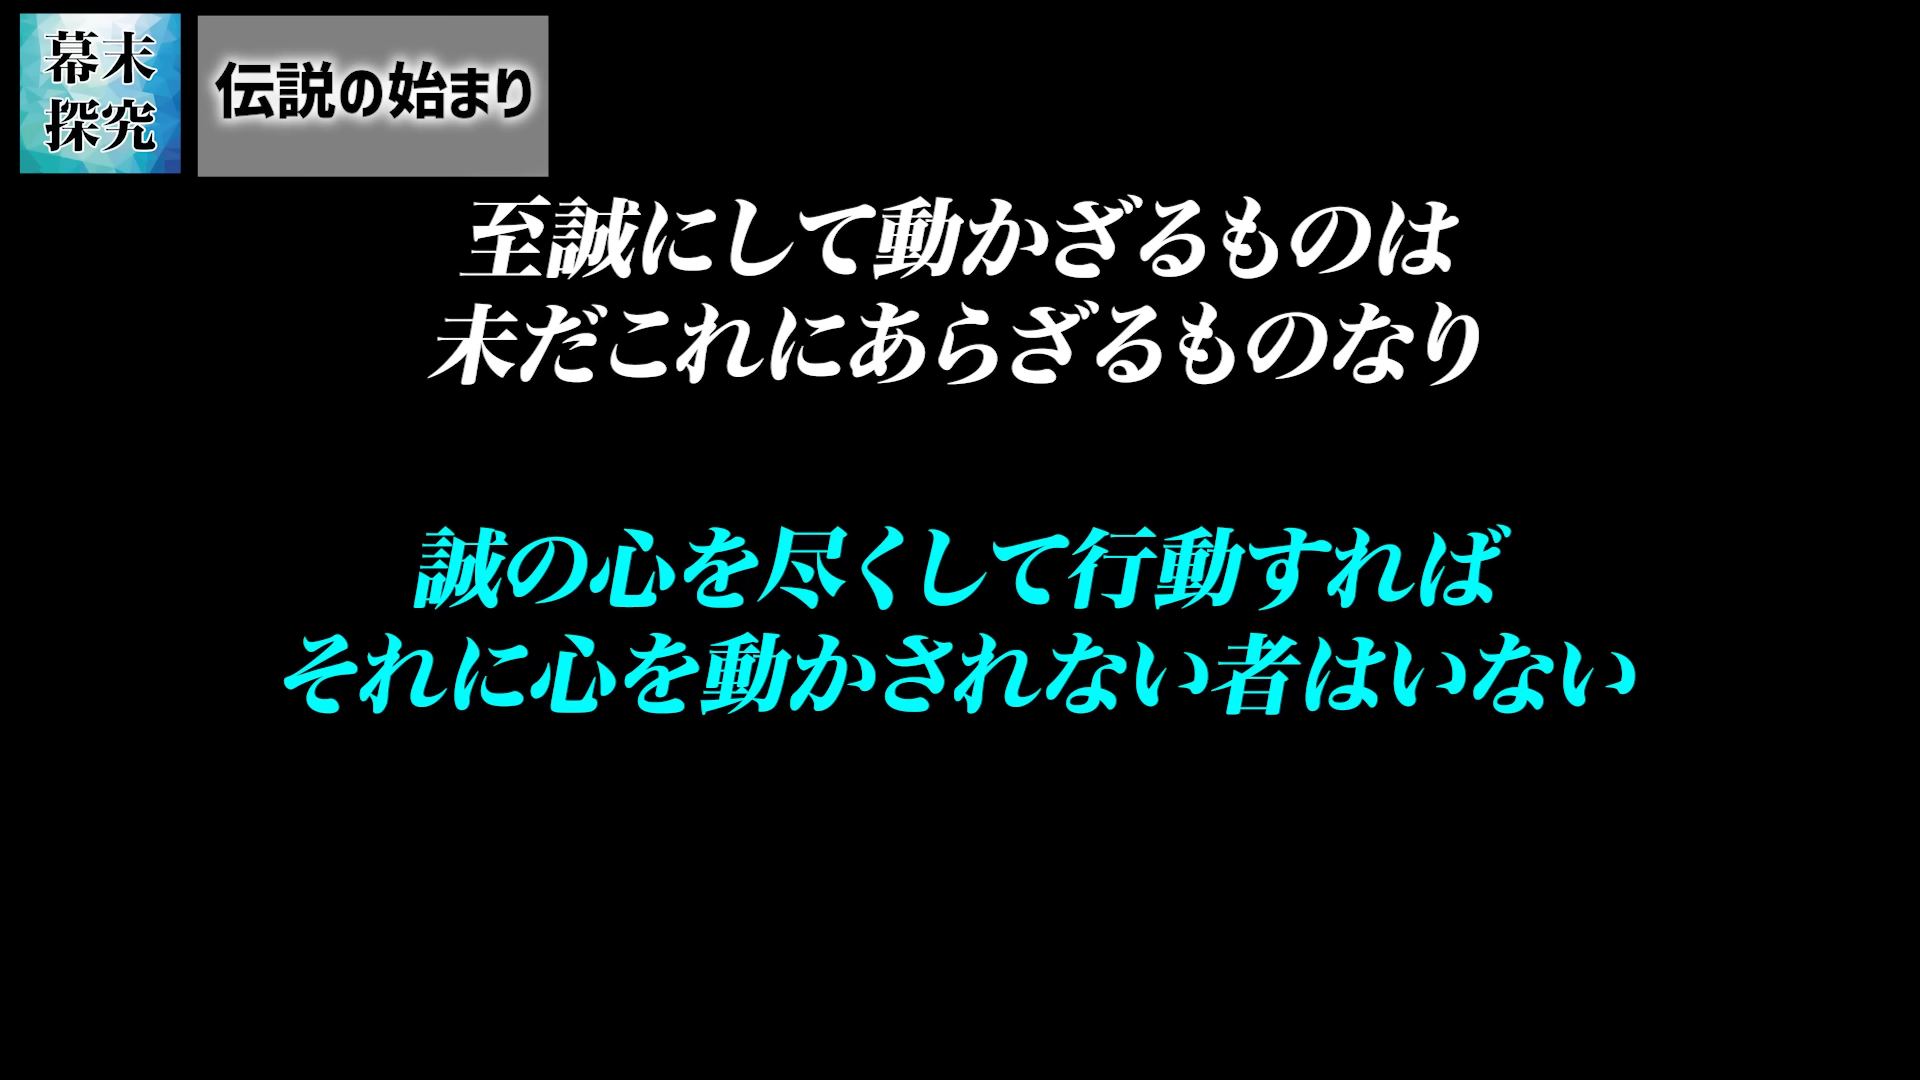 幕末
探究
伝説の始まり
至誠にして動かざるものは
未だこれにあらざるものなり
誠の心を尽くして行動すれば
それに心を動かされない者はいない